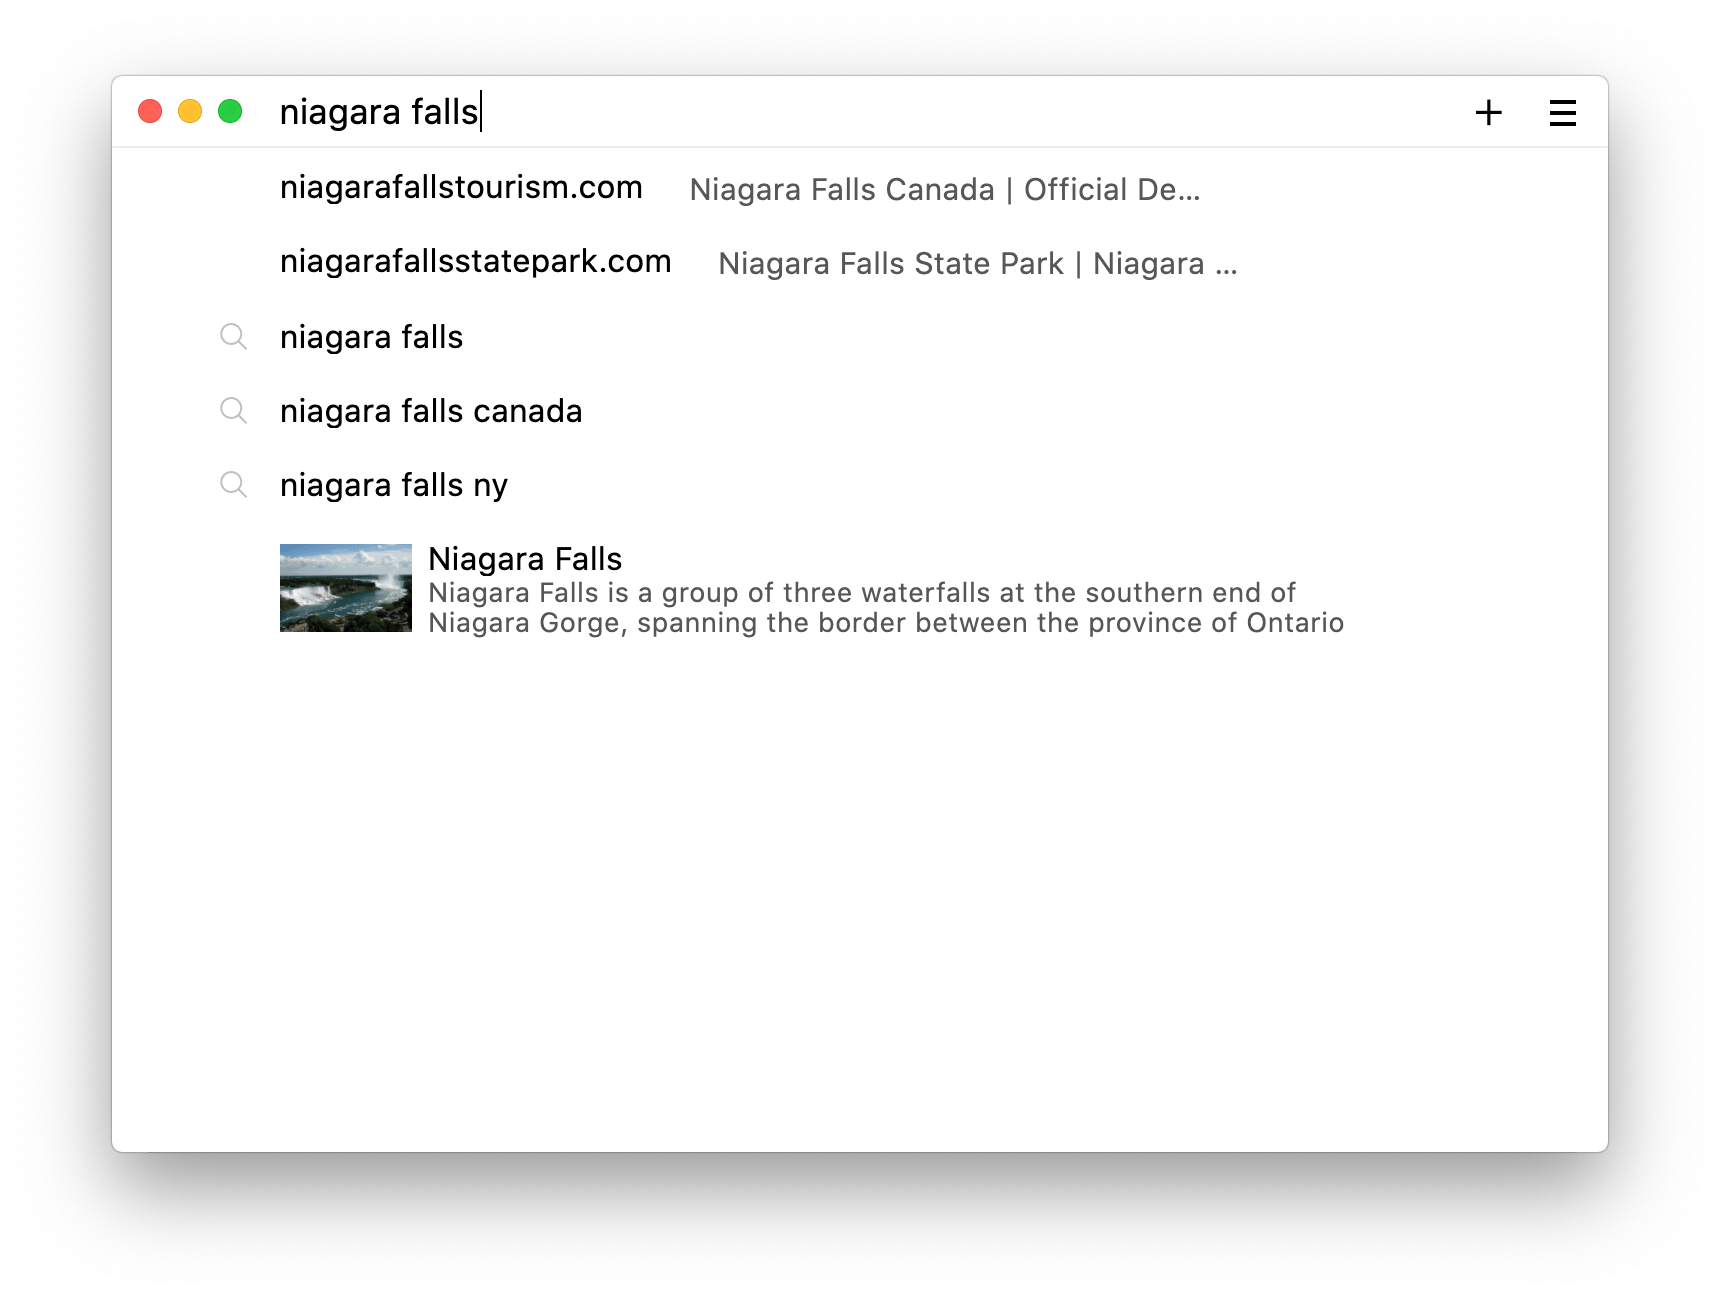 niagara falls
niagarafallstourism.com Niagara Falls Canada | Official De...
niagarafallsstatepark.com Niagara Falls State Park | Niagara ...
niagara falls
niagara falls canada
niagara falls ny
Niagara Falls
Niagara Falls is a group of three waterfalls at the southern end of
Niagara Gorge, spanning the border between the province of Ontario